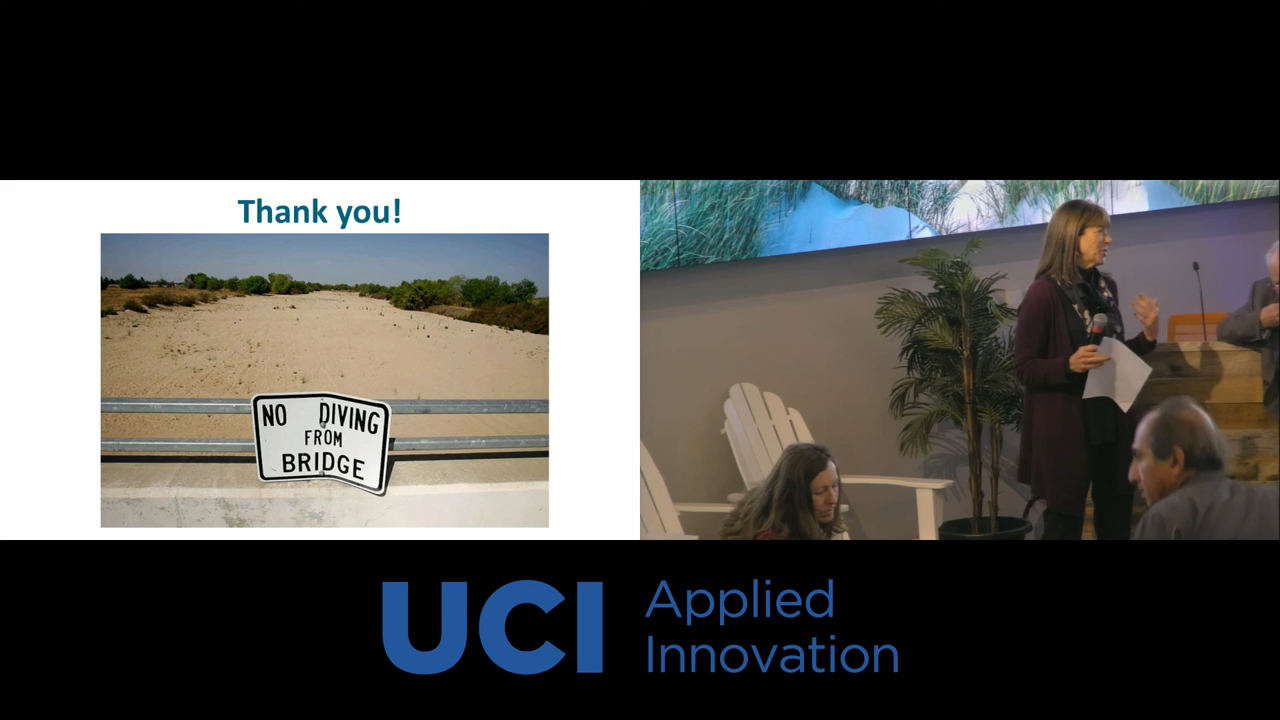 Thank you!
NO DIVING
FROM
BRIDGE
UCI Applied
Innovation